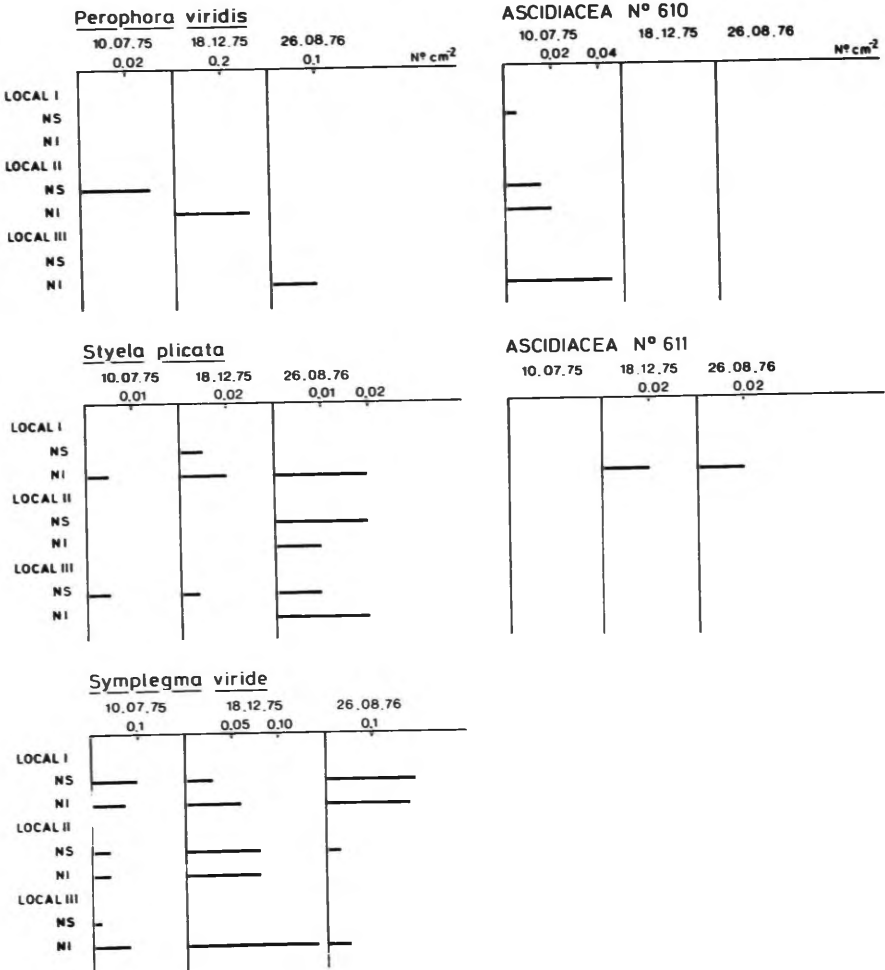 Perophora viridis
10.07.75 18.12.75 26.08.76
0,02 0,2 0,1 Nº cm-2
LOCAL I
NS
NI
LOCAL II
NS
NI
LOCAL III
NS
NI
ASCIDIACEA Nº 610
10.07.75 18.12.75 26.08.76
0,02 0,04 Nº cm-2
Styela plicata
10.07.75 18.12.75 26.08.76
0,01 0,02 0,01 0,02
LOCAL I
NS
NI
LOCAL II
NS
NI
LOCAL III
NS
NI
ASCIDIACEA Nº 611
10.07.75 18.12.75 26.08.76
0,02 0,02
Symplegma viride
10.07.75 18.12.75 26.08.76
0,1 0,05 0,10 0,1
LOCAL I
NS
NI
LOCAL II
NS
NI
LOCAL III
NS
NI